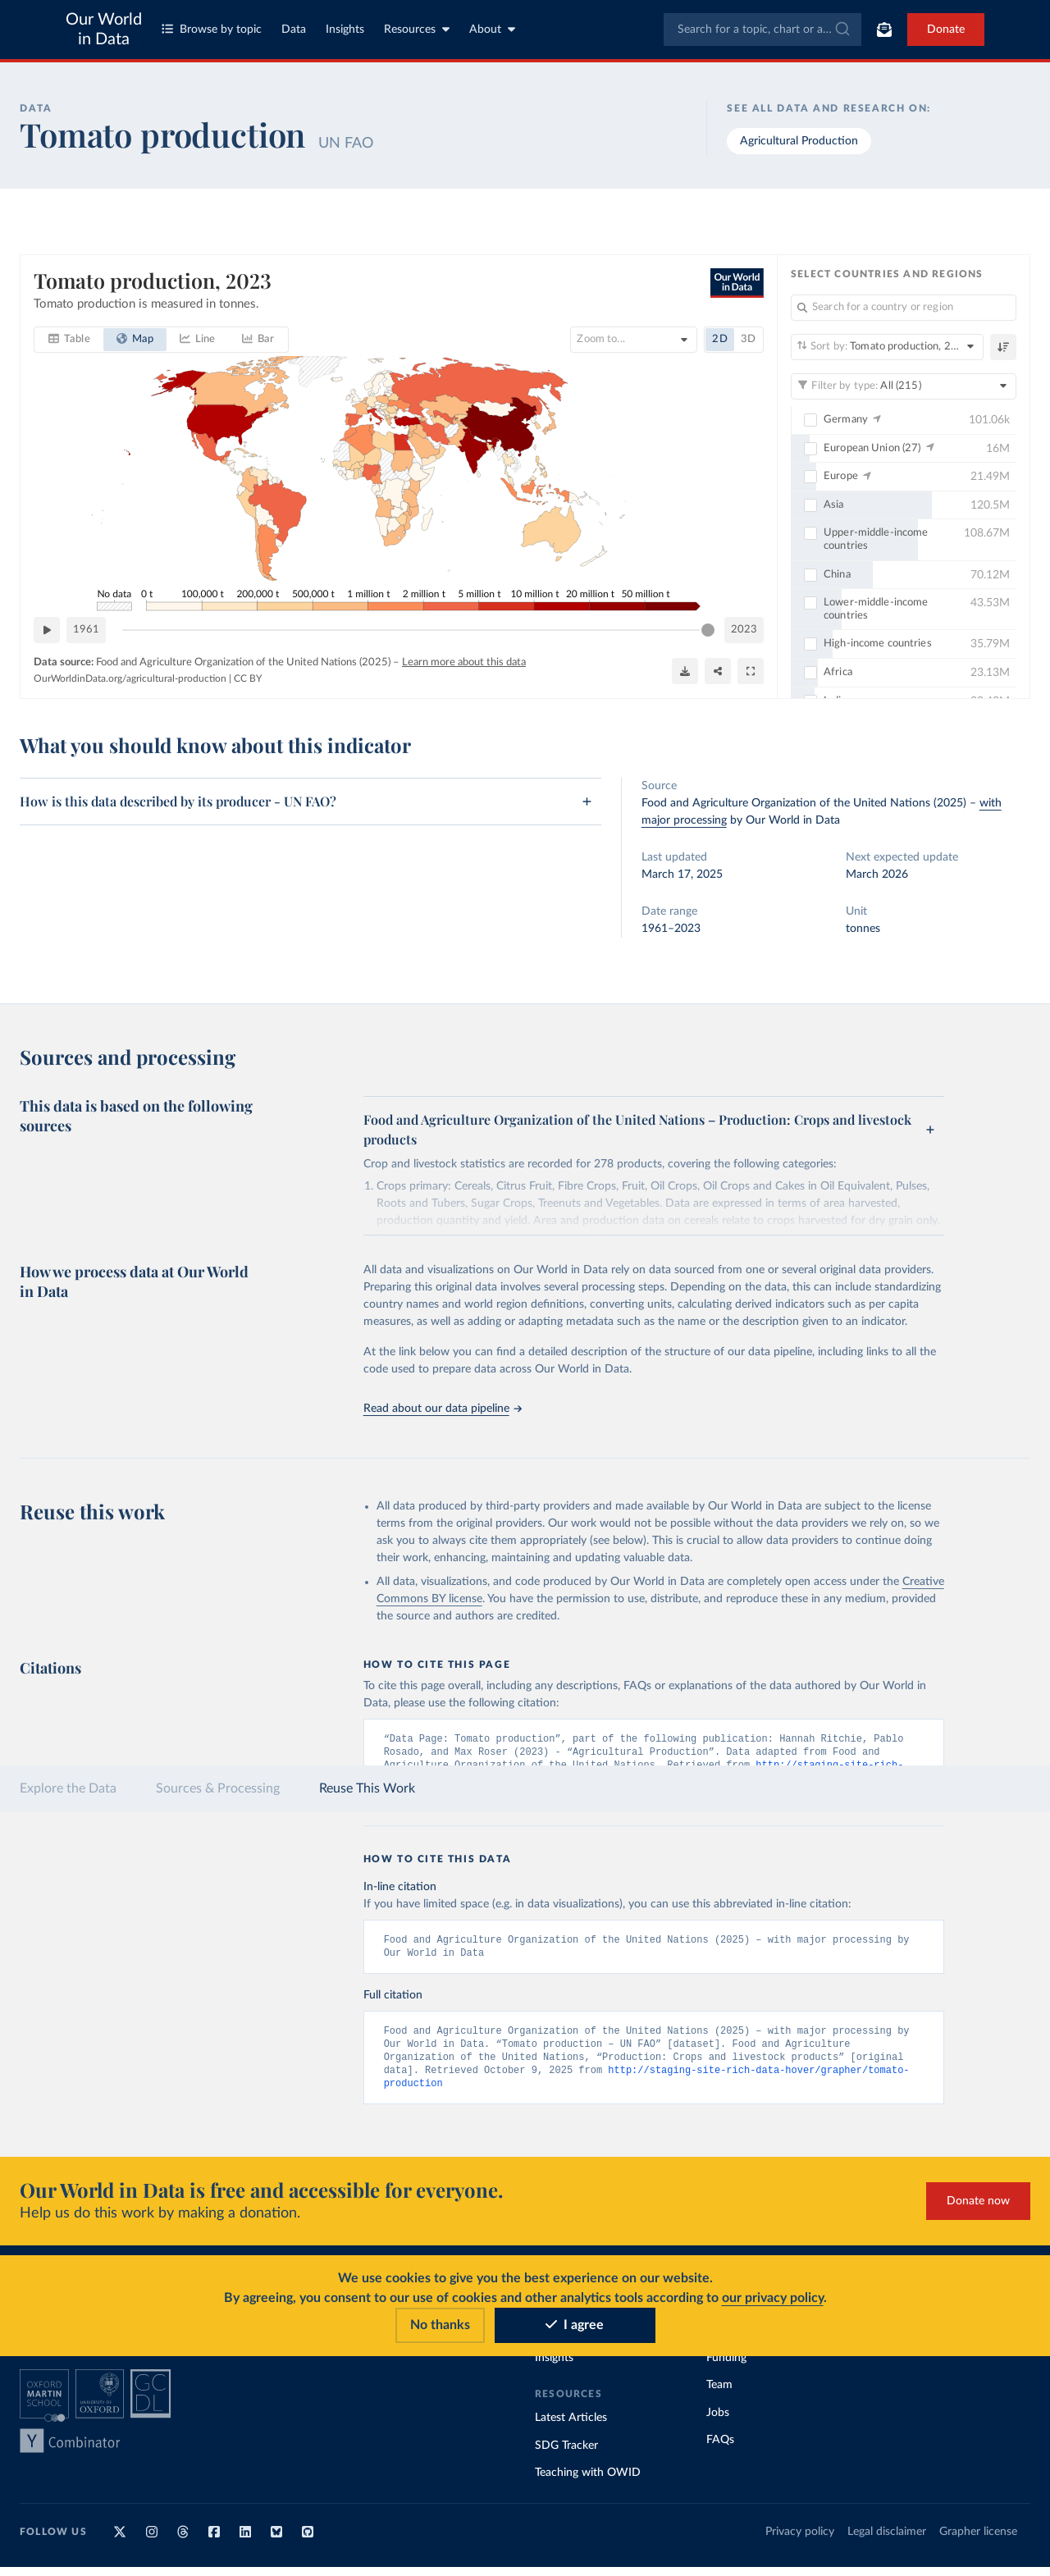 Our World
in Data
Browse by topic
Data
Insights
Resources
About
Search for a topic, chart or a...
Donate
DATA
Tomato production UN FAO
SEE ALL DATA AND RESEARCH ON:
Agricultural Production
Tomato production, 2023
Tomato production is measured in tonnes.
Our World
in Data
Table
Map
Line
Bar
Zoom to...
2D
3D
No data
0 t
100,000 t
200,000 t
500,000 t
1 million t
2 million t
5 million t
10 million t
20 million t
50 million t
1961
2023
Data source: Food and Agriculture Organization of the United Nations (2025) – Learn more about this data
OurWorldinData.org/agricultural-production | CC BY
SELECT COUNTRIES AND REGIONS
Search for a country or region
Sort by: Tomato production, 2...
Filter by type: All (215)
Germany 101.06k
European Union (27) 16M
Europe 21.49M
Asia 120.5M
Upper-middle-income
countries 108.67M
China 70.12M
Lower-middle-income
countries 43.53M
High-income countries 35.79M
Africa 23.13M
What you should know about this indicator
How is this data described by its producer - UN FAO?
Source
Food and Agriculture Organization of the United Nations (2025) – with
major processing by Our World in Data
Last updated
March 17, 2025
Next expected update
March 2026
Date range
1961–2023
Unit
tonnes
Sources and processing
This data is based on the following
sources
Food and Agriculture Organization of the United Nations – Production: Crops and livestock
products
Crop and livestock statistics are recorded for 278 products, covering the following categories:
1. Crops primary: Cereals, Citrus Fruit, Fibre Crops, Fruit, Oil Crops, Oil Crops and Cakes in Oil Equivalent, Pulses,
Roots and Tubers, Sugar Crops, Treenuts and Vegetables. Data are expressed in terms of area harvested,
production quantity and yield. Area and production data on cereals relate to crops harvested for dry grain only.
How we process data at Our World
in Data
All data and visualizations on Our World in Data rely on data sourced from one or several original data providers.
Preparing this original data involves several processing steps. Depending on the data, this can include standardizing
country names and world region definitions, converting units, calculating derived indicators such as per capita
measures, as well as adding or adapting metadata such as the name or the description given to an indicator.
At the link below you can find a detailed description of the structure of our data pipeline, including links to all the
code used to prepare data across Our World in Data.
Read about our data pipeline
Reuse this work
All data produced by third-party providers and made available by Our World in Data are subject to the license
terms from the original providers. Our work would not be possible without the data providers we rely on, so we
ask you to always cite them appropriately (see below). This is crucial to allow data providers to continue doing
their work, enhancing, maintaining and updating valuable data.
All data, visualizations, and code produced by Our World in Data are completely open access under the Creative
Commons BY license. You have the permission to use, distribute, and reproduce these in any medium, provided
the source and authors are credited.
Citations
HOW TO CITE THIS PAGE
To cite this page overall, including any descriptions, FAQs or explanations of the data authored by Our World in
Data, please use the following citation:
“Data Page: Tomato production”, part of the following publication: Hannah Ritchie, Pablo
Rosado, and Max Roser (2023) - “Agricultural Production”. Data adapted from Food and
Agriculture Organization of the United Nations. Retrieved from http://staging-site-rich-
Explore the Data
Sources & Processing
Reuse This Work
HOW TO CITE THIS DATA
In-line citation
If you have limited space (e.g. in data visualizations), you can use this abbreviated in-line citation:
Food and Agriculture Organization of the United Nations (2025) – with major processing by
Our World in Data
Full citation
Food and Agriculture Organization of the United Nations (2025) – with major processing by
Our World in Data. “Tomato production – UN FAO” [dataset]. Food and Agriculture
Organization of the United Nations, “Production: Crops and livestock products” [original
data]. Retrieved October 9, 2025 from http://staging-site-rich-data-hover/grapher/tomato-
production
Our World in Data is free and accessible for everyone.
Help us do this work by making a donation.
Donate now
We use cookies to give you the best experience on our website.
By agreeing, you consent to our use of cookies and other analytics tools according to our privacy policy.
No thanks
I agree
Insights
Funding
Team
RESOURCES
Jobs
Latest Articles
FAQs
SDG Tracker
Teaching with OWID
OXFORD
MARTIN
SCHOOL
UNIVERSITY OF
OXFORD
GC
DL
Y Combinator
FOLLOW US
Privacy policy
Legal disclaimer
Grapher license